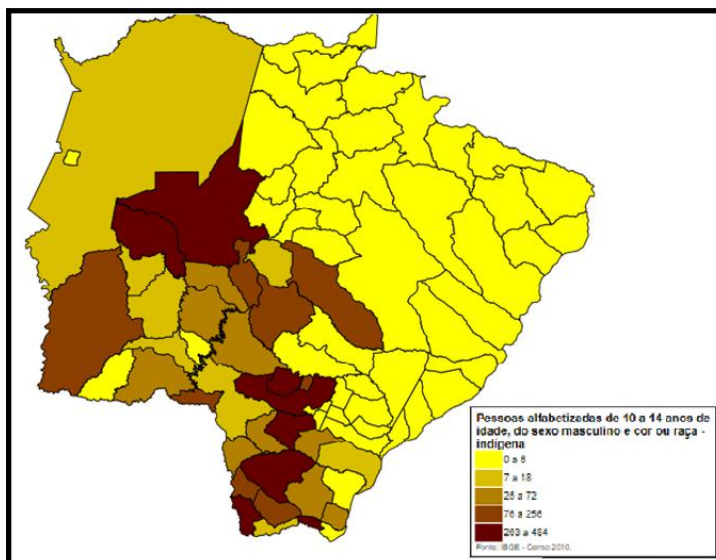 Pessoas alfabetizadas de 10 a 14 anos de
idade, do sexo masculino e cor ou raça -
indígena
0 a 6
7 a 18
25 a 72
76 a 256
263 a 484
Fonte: IBGE - Censo 2010.